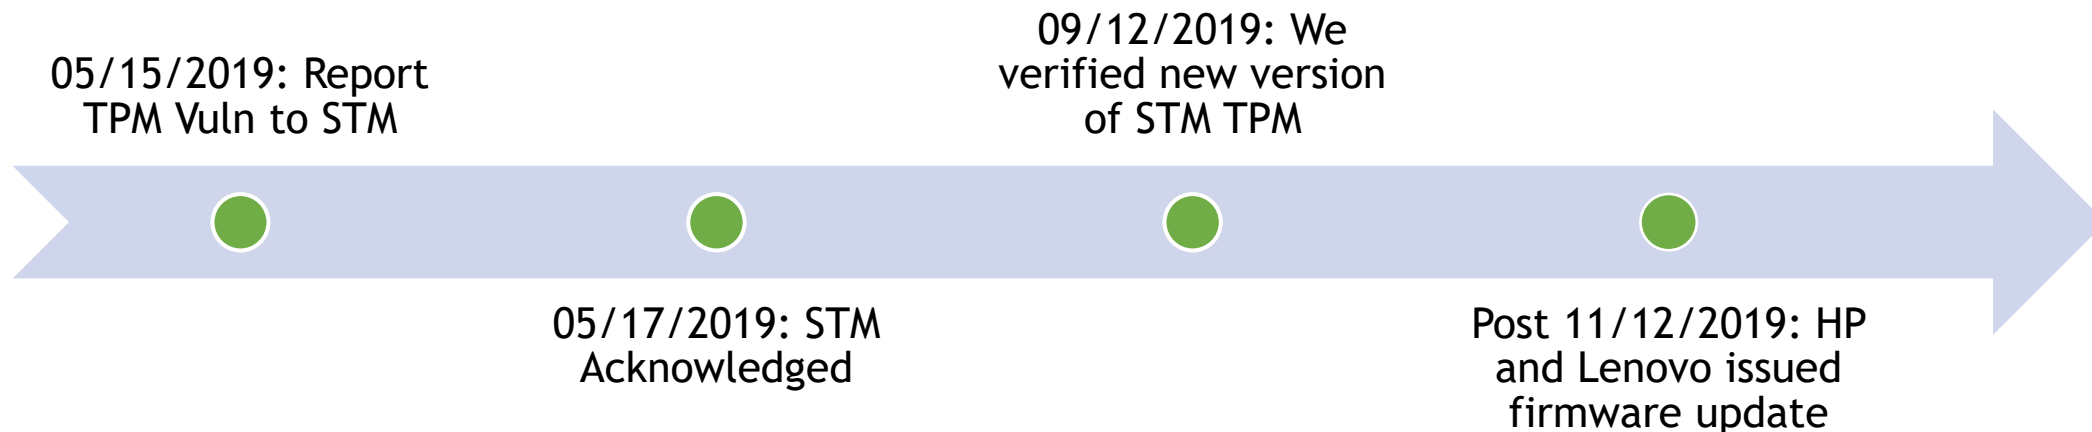 05/15/2019: Report
TPM Vuln to STM
05/17/2019: STM
Acknowledged
09/12/2019: We
verified new version
of STM TPM
Post 11/12/2019: HP
and Lenovo issued
firmware update